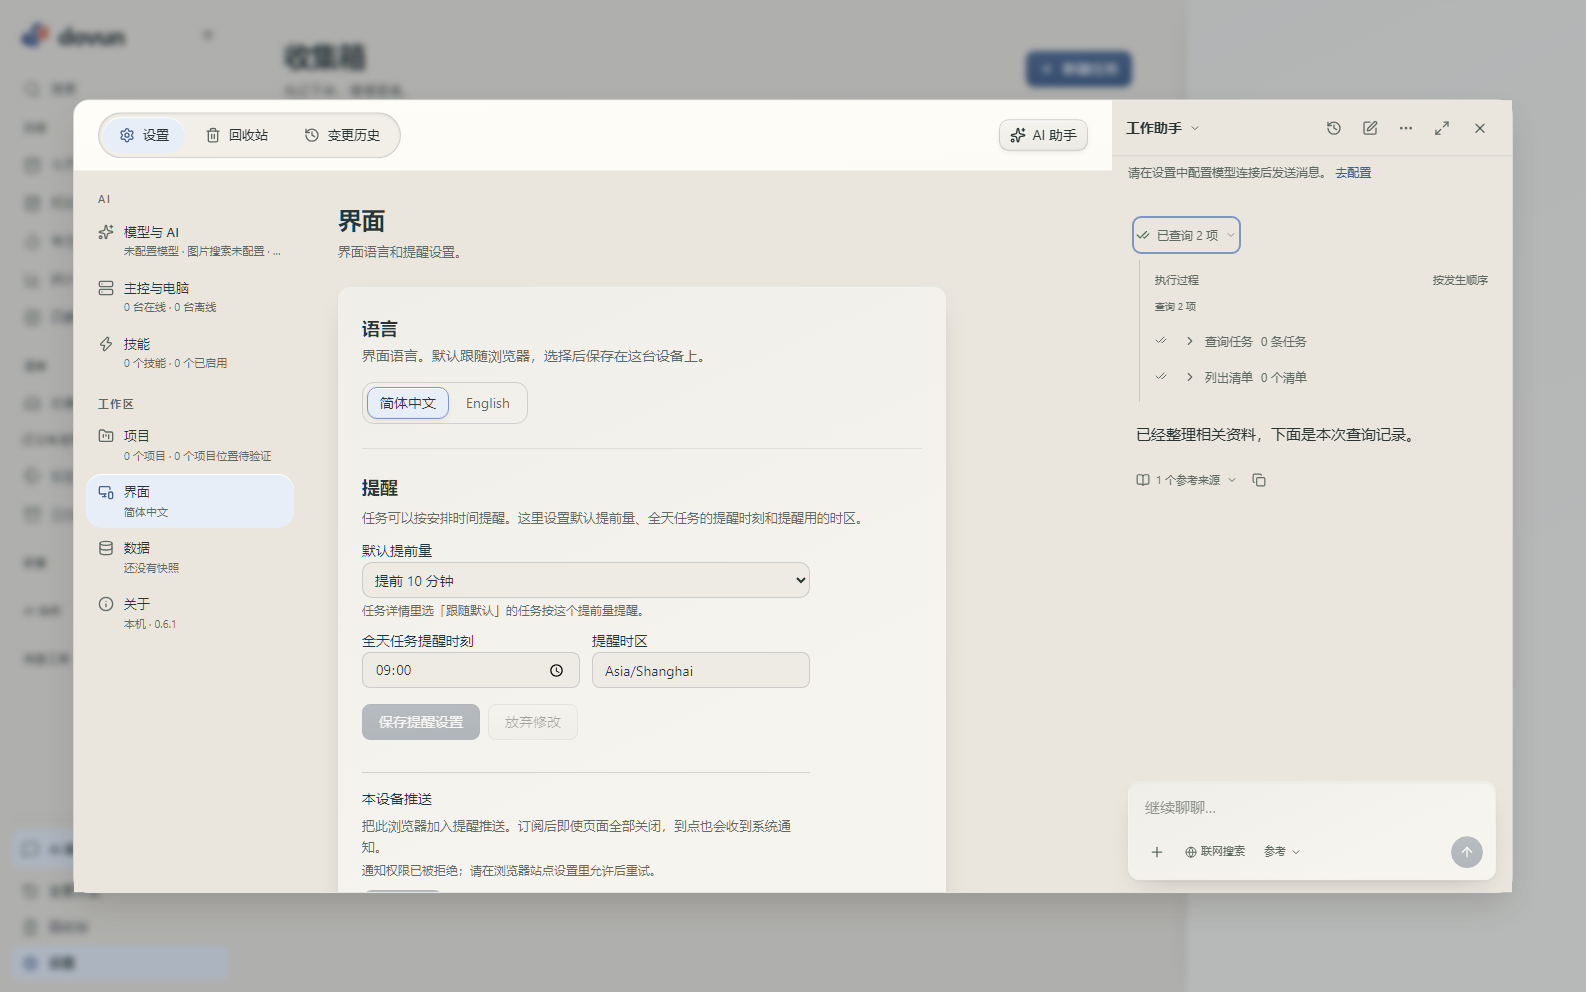 dovun
收集箱
设置
回收站
变更历史
AI 助手
AI
模型与 AI
未配置模型 · 图片搜索未配置 · ...
主控与电脑
0 台在线 · 0 台离线
技能
0 个技能 · 0 个已启用
工作区
项目
0 个项目 · 0 个项目位置待验证
界面
简体中文
数据
还没有快照
关于
本机 · 0.6.1
界面
界面语言和提醒设置。
语言
界面语言。默认跟随浏览器，选择后保存在这台设备上。
简体中文 English
提醒
任务可以按安排时间提醒。这里设置默认提前量、全天任务的提醒时刻和提醒用的时区。
默认提前量
提前 10 分钟
任务详情里选「跟随默认」的任务按这个提前量提醒。
全天任务提醒时刻 提醒时区
09:00 Asia/Shanghai
保存提醒设置 放弃修改
本设备推送
把此浏览器加入提醒推送。订阅后即使页面全部关闭，到点也会收到系统通
知。
通知权限已被拒绝；请在浏览器站点设置里允许后重试。
工作助手
请在设置中配置模型连接后发送消息。 去配置
已查询 2 项
执行过程 按发生顺序
查询 2 项
查询任务 0 条任务
列出清单 0 个清单
已经整理相关资料，下面是本次查询记录。
1 个参考来源
继续聊聊...
联网搜索 参考